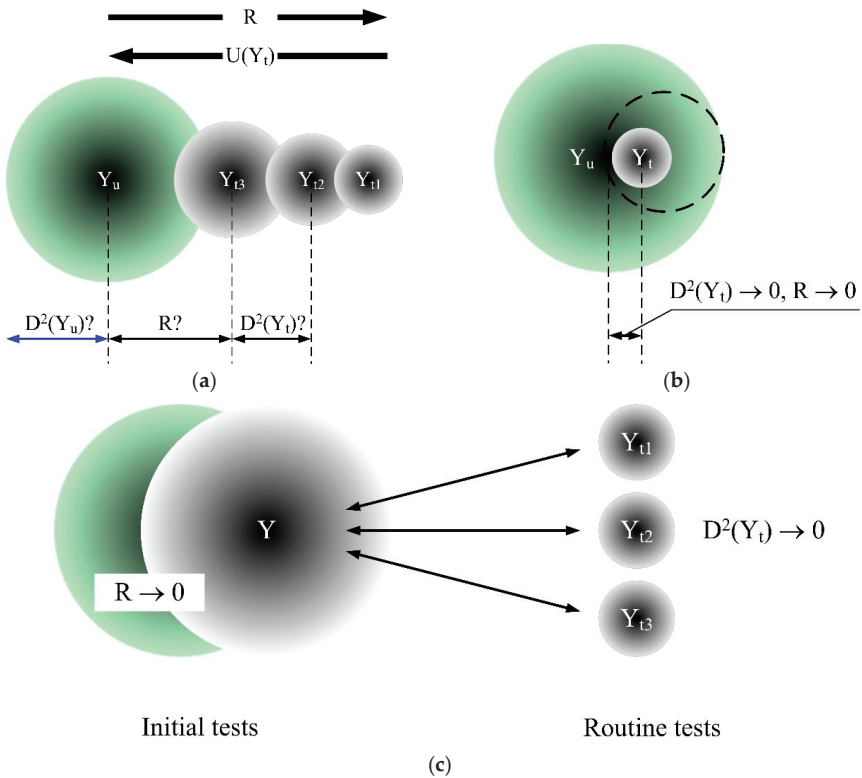 R
U(Yt)
Yu Yt3 Yt2 Yt1
D²(Yu)? R? D²(Yt)?
(a)
Yu Yt
D²(Yt) → 0, R → 0
(b)
Y
R → 0
Yt1
Yt2
Yt3
D²(Yt) → 0
Initial tests
Routine tests
(c)